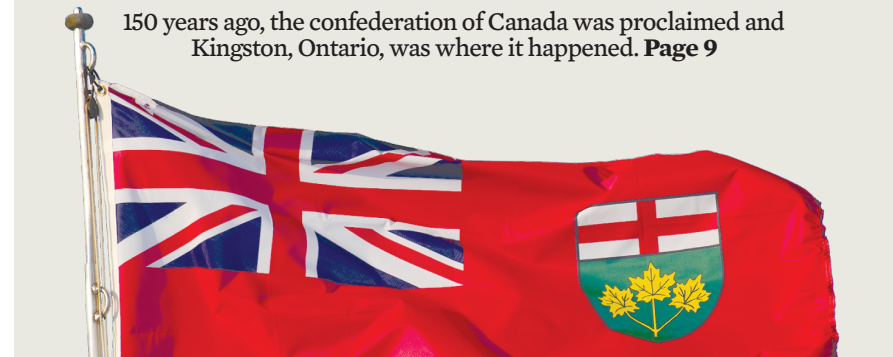 150 years ago, the confederation of Canada was proclaimed and
Kingston, Ontario, was where it happened. Page 9